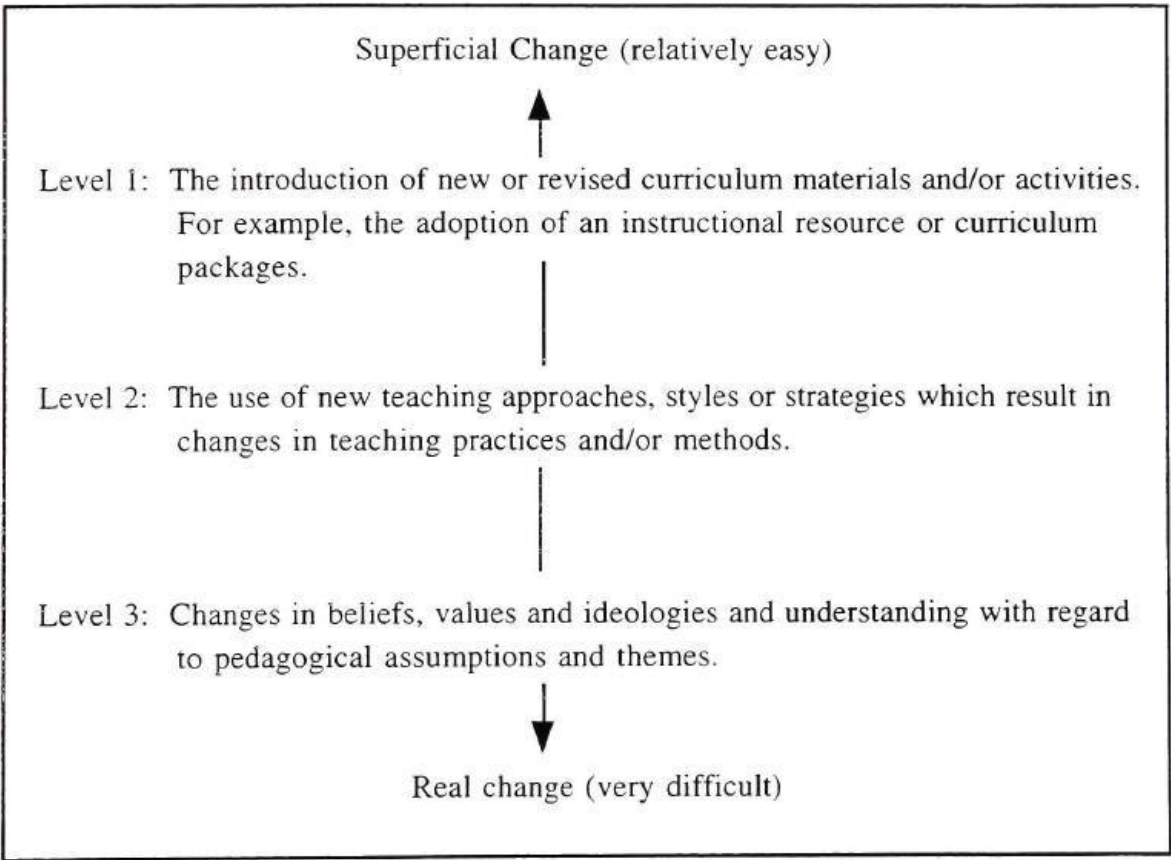 Superficial Change (relatively easy)
Level 1: The introduction of new or revised curriculum materials and/or activities.
For example, the adoption of an instructional resource or curriculum
packages.
Level 2: The use of new teaching approaches, styles or strategies which result in
changes in teaching practices and/or methods.
Level 3: Changes in beliefs, values and ideologies and understanding with regard
to pedagogical assumptions and themes.
Real change (very difficult)